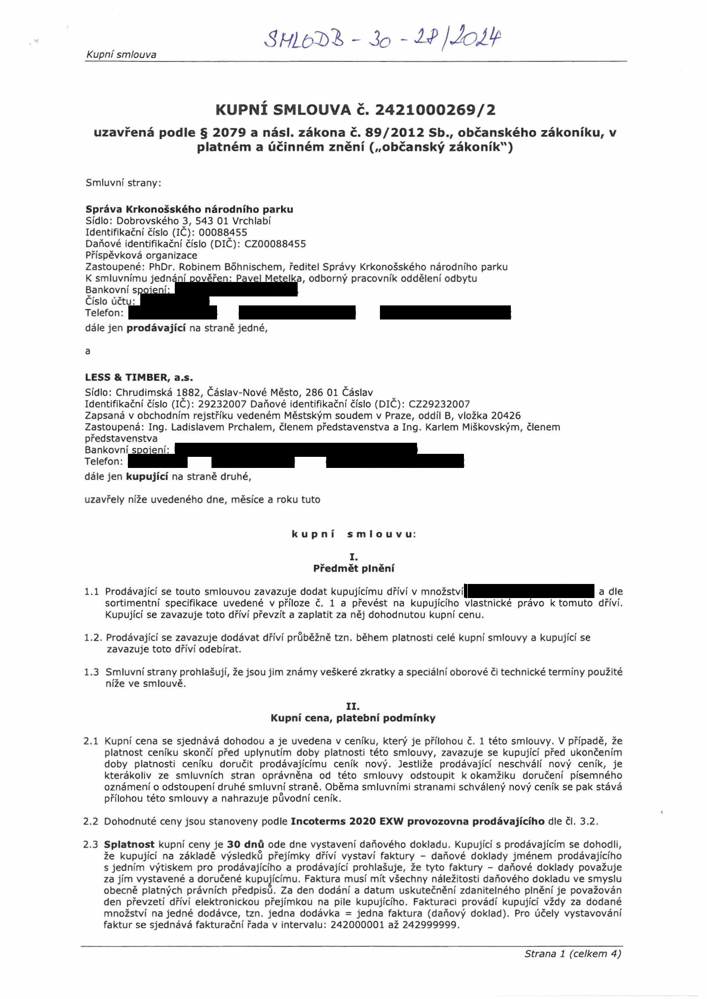 SMLODB - 30 - 28/2024
Kupní smlouva
KUPNÍ SMLOUVA č. 2421000269/2
uzavřená podle § 2079 a násl. zákona č. 89/2012 Sb., občanského zákoníku, v
platném a účinném znění („občanský zákoník")
Smluvní strany:
Správa Krkonošského národního parku
Sídlo: Dobrovského 3, 543 01 Vrchlabí
Identifikační číslo (IČ): 00088455
Daňové identifikační číslo (DIČ): CZ00088455
Příspěvková organizace
Zastoupené: PhDr. Robinem Bőhnischem, ředitel Správy Krkonošského národního parku
K smluvnímu jednání pověřen: Pavel Metelka, odborný pracovník oddělení odbytu
Bankovní spojení:
Číslo účtu:
Telefon:
dále jen prodávající na straně jedné,
a
LESS & TIMBER, a.s.
Sídlo: Chrudimská 1882, Čáslav-Nové Město, 286 01 Čáslav
Identifikační číslo (IČ): 29232007 Daňové identifikační číslo (DIČ): CZ29232007
Zapsaná v obchodním rejstříku vedeném Městským soudem v Praze, oddíl B, vložka 20426
Zastoupená: Ing. Ladislavem Prchalem, členem představenstva a Ing. Karlem Miškovským, členem
představenstva
Bankovní spojení:
Telefon:
dále jen kupující na straně druhé,
uzavřely níže uvedeného dne, měsíce a roku tuto
kupní smlouvu:
I.
Předmět plnění
1.1 Prodávající se touto smlouvou zavazuje dodat kupujícímu dříví v množství a dle
sortimentní specifikace uvedené v příloze č. 1 a převést na kupujícího vlastnické právo k tomuto dříví.
Kupující se zavazuje toto dříví převzít a zaplatit za něj dohodnutou kupní cenu.
1.2. Prodávající se zavazuje dodávat dříví průběžně tzn. během platnosti celé kupní smlouvy a kupující se
zavazuje toto dříví odebírat.
1.3 Smluvní strany prohlašují, že jsou jim známy veškeré zkratky a speciální oborové či technické termíny použité
níže ve smlouvě.
II.
Kupní cena, platební podmínky
2.1 Kupní cena se sjednává dohodou a je uvedena v ceníku, který je přílohou č. 1 této smlouvy. V případě, že
platnost ceníku skončí před uplynutím doby platnosti této smlouvy, zavazuje se kupující před ukončením
doby platnosti ceníku doručit prodávajícímu ceník nový. Jestliže prodávající neschválí nový ceník, je
kterákoliv ze smluvních stran oprávněna od této smlouvy odstoupit k okamžiku doručení písemného
oznámení o odstoupení druhé smluvní straně. Oběma smluvními stranami schválený nový ceník se pak stává
přílohou této smlouvy a nahrazuje původní ceník.
2.2 Dohodnuté ceny jsou stanoveny podle Incoterms 2020 EXW provozovna prodávajícího dle čl. 3.2.
2.3 Splatnost kupní ceny je 30 dnů ode dne vystavení daňového dokladu. Kupující s prodávajícím se dohodli,
že kupující na základě výsledků přejímky dříví vystaví faktury – daňové doklady jménem prodávajícího
s jedním výtiskem pro prodávajícího a prodávající prohlašuje, že tyto faktury – daňové doklady považuje
za jím vystavené a doručené kupujícímu. Faktura musí mít všechny náležitosti daňového dokladu ve smyslu
obecně platných právních předpisů. Za den dodání a datum uskutečnění zdanitelného plnění je považován
den převzetí dříví elektronickou přejímkou na pile kupujícího. Fakturaci provádí kupující vždy za dodané
množství na jedné dodávce, tzn. jedna dodávka = jedna faktura (daňový doklad). Pro účely vystavování
faktur se sjednává fakturační řada v intervalu: 242000001 až 242999999.
Strana 1 (celkem 4)